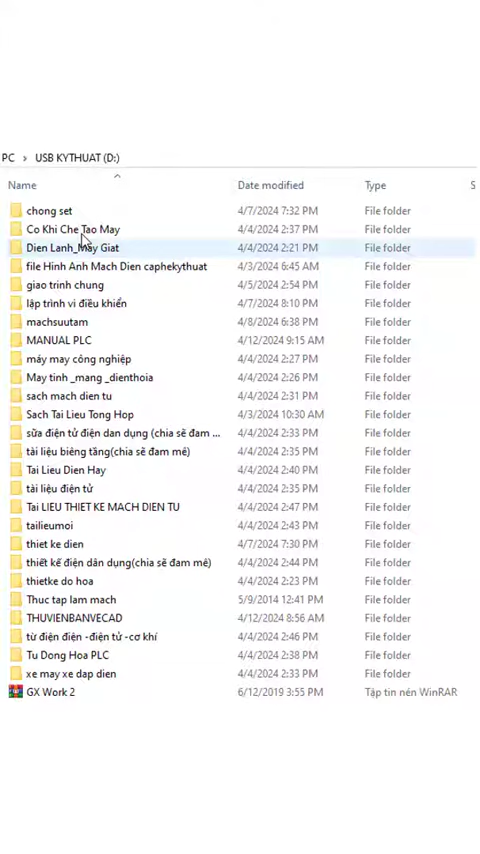 PC › USB KYTHUAT (D:)
Name Date modified Type S
chong set 4/7/2024 7:32 PM File folder
Co Khi Che Tao May 4/4/2024 2:37 PM File folder
Dien Lanh_May Giat 4/4/2024 2:21 PM File folder
file Hinh Anh Mach Dien caphekythuat 4/3/2024 6:45 AM File folder
giao trinh chung 4/5/2024 2:54 PM File folder
lập trình vi điều khiển 4/7/2024 8:10 PM File folder
machsuutam 4/8/2024 6:38 PM File folder
MANUAL PLC 4/12/2024 9:15 AM File folder
máy may công nghiệp 4/4/2024 2:27 PM File folder
May tinh _mang _dienthoia 4/4/2024 2:26 PM File folder
sach mach dien tu 4/4/2024 2:31 PM File folder
Sach Tai Lieu Tong Hop 4/3/2024 10:30 AM File folder
sữa điện tử điện dan dụng (chia sẽ đam ... 4/4/2024 2:33 PM File folder
tài liệu biêng tăng(chia sẽ đam mê) 4/4/2024 2:35 PM File folder
Tai Lieu Dien Hay 4/4/2024 2:40 PM File folder
tài liệu điện tử 4/4/2024 2:35 PM File folder
Tai LIEU THIET KE MACH DIEN TU 4/4/2024 2:47 PM File folder
tailieumoi 4/4/2024 2:43 PM File folder
thiet ke dien 4/7/2024 7:30 PM File folder
thiết kế điện dân dụng(chia sẽ đam mê) 4/4/2024 2:44 PM File folder
thietke do hoa 4/4/2024 2:23 PM File folder
Thuc tap lam mach 5/9/2014 12:41 PM File folder
THUVIENBANVECAD 4/12/2024 8:56 AM File folder
từ điện điện -điện tử -cơ khí 4/4/2024 2:46 PM File folder
Tu Dong Hoa PLC 4/4/2024 2:38 PM File folder
xe may xe dap dien 4/4/2024 2:33 PM File folder
GX Work 2 6/12/2019 3:55 PM Tập tin nén WinRAR